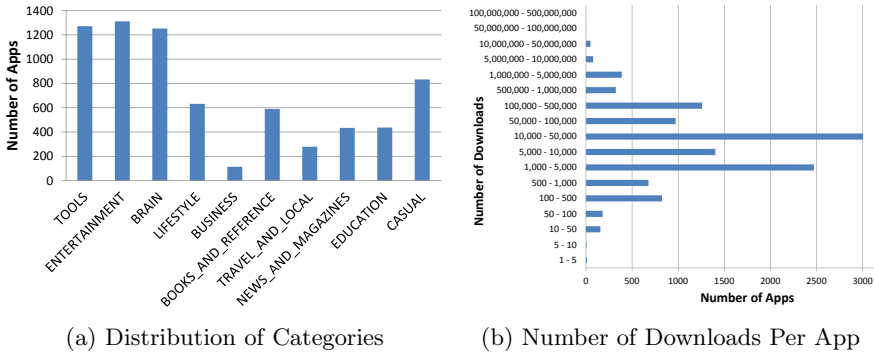 1400
1200
1000
800
600
400
200
0
Number of Apps
TOOLS
ENTERTAINMENT
BRAIN
LIFESTYLE
BUSINESS
BOOKS_AND_REFERENCE
TRAVEL_AND_LOCAL
NEWS_AND_MAGAZINES
EDUCATION
CASUAL
(a) Distribution of Categories
Number of Downloads
100,000,000 - 500,000,000
50,000,000 - 100,000,000
10,000,000 - 50,000,000
5,000,000 - 10,000,000
1,000,000 - 5,000,000
500,000 - 1,000,000
100,000 - 500,000
50,000 - 100,000
10,000 - 50,000
5,000 - 10,000
1,000 - 5,000
500 - 1,000
100 - 500
50 - 100
10 - 50
5 - 10
1 - 5
0 500 1000 1500 2000 2500 3000
Number of Apps
(b) Number of Downloads Per App